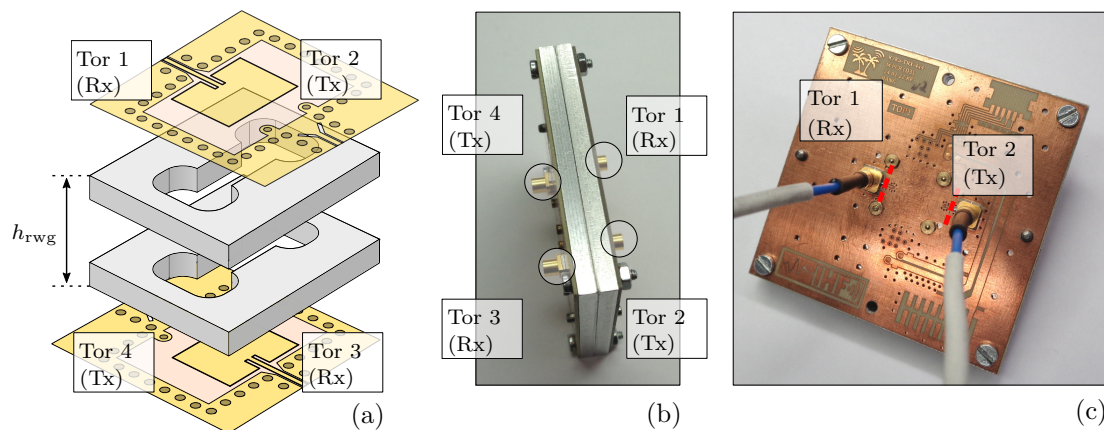 Tor 1
(Rx)
Tor 2
(Tx)
h_rwg
Tor 4
(Tx)
Tor 3
(Rx)
(a)
Tor 4
(Tx)
Tor 1
(Rx)
Tor 3
(Rx)
Tor 2
(Tx)
(b)
Tor 1
(Rx)
TOP1
Tor 2
(Tx)
(c)